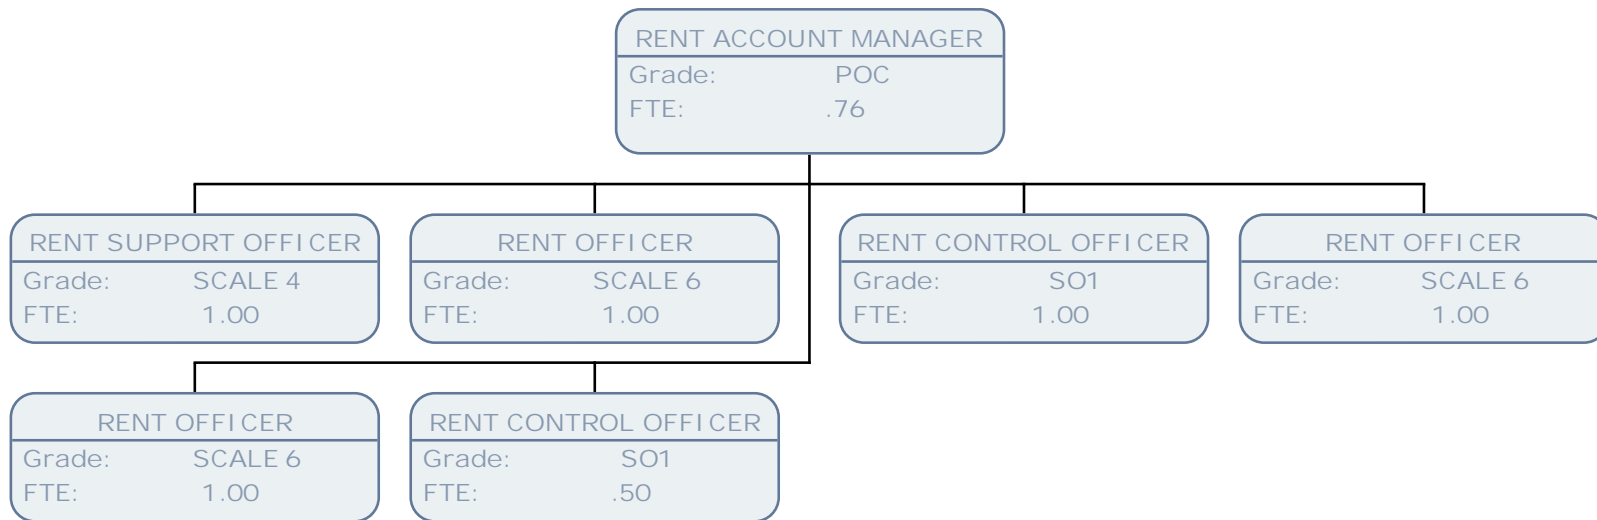 RENT ACCOUNT MANAGER
Grade: POC
FTE: .76
RENT SUPPORT OFFICER
Grade: SCALE 4
FTE: 1.00
RENT OFFICER
Grade: SCALE 6
FTE: 1.00
RENT CONTROL OFFICER
Grade: SO1
FTE: 1.00
RENT OFFICER
Grade: SCALE 6
FTE: 1.00
RENT OFFICER
Grade: SCALE 6
FTE: 1.00
RENT CONTROL OFFICER
Grade: SO1
FTE: .50